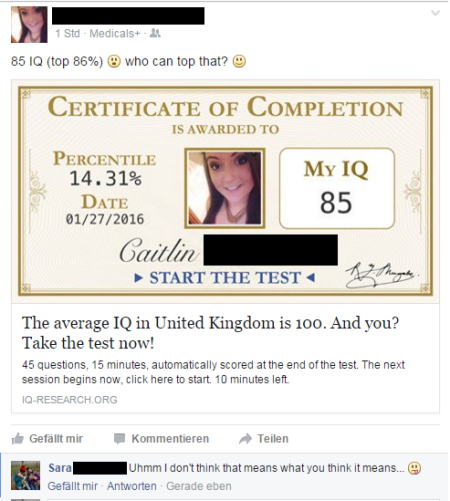 1 Std · Medicals+ ·
85 IQ (top 86%) 😮 who can top that? 😀
CERTIFICATE OF COMPLETION
IS AWARDED TO
PERCENTILE
14.31%
DATE
01/27/2016
MY IQ
85
Caitlin
▶ START THE TEST ◀
The average IQ in United Kingdom is 100. And you?
Take the test now!
45 questions, 15 minutes, automatically scored at the end of the test. The next
session begins now, click here to start. 10 minutes left.
IQ-RESEARCH.ORG
Gefällt mir Kommentieren Teilen
Sara Uhmm I don't think that means what you think it means... 😜
Gefällt mir · Antworten · Gerade eben